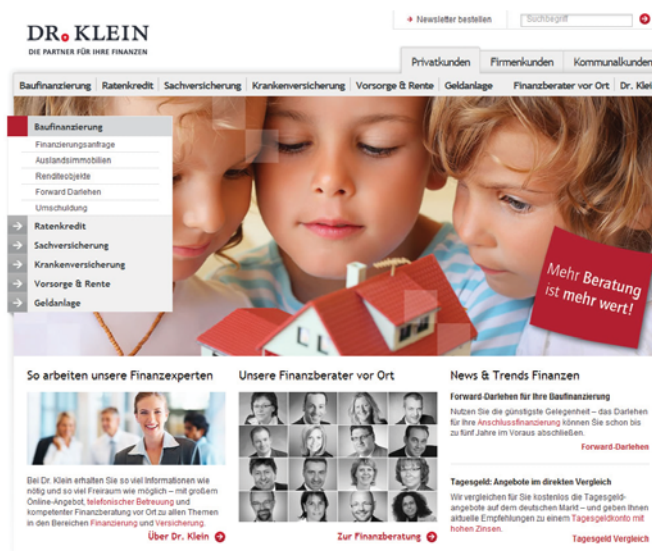 Newsletter bestellen
Suchbegriff
DR. KLEIN
DIE PARTNER FÜR IHRE FINANZEN
Privatkunden Firmenkunden Kommunalkunden
Baufinanzierung Ratenkredit Sachversicherung Krankenversicherung Vorsorge & Rente Geldanlage Finanzberater vor Ort Dr. Klei
Baufinanzierung
Finanzierungsanfrage
Auslandsimmobilien
Renditeobjekte
Forward Darlehen
Umschuldung
Ratenkredit
Sachversicherung
Krankenversicherung
Vorsorge & Rente
Geldanlage
Mehr Beratung
ist mehr wert!
So arbeiten unsere Finanzexperten
Bei Dr. Klein erhalten Sie so viel Informationen wie
nötig und so viel Freiraum wie möglich – mit großem
Online-Angebot, telefonischer Betreuung und
kompetenter Finanzberatung vor Ort zu allen Themen
in den Bereichen Finanzierung und Versicherung.
Über Dr. Klein
Unsere Finanzberater vor Ort
Zur Finanzberatung
News & Trends Finanzen
Forward-Darlehen für Ihre Baufinanzierung
Nutzen Sie die günstigste Gelegenheit – das Darlehen
für Ihre Anschlussfinanzierung können Sie schon bis
zu fünf Jahre im Voraus abschließen.
Forward-Darlehen
Tagesgeld: Angebote im direkten Vergleich
Wir vergleichen für Sie kostenlos die Tagesgeld-
angebote auf dem deutschen Markt – und geben Ihnen
aktuelle Empfehlungen zu einem Tagesgeldkonto mit
hohen Zinsen.
Tagesgeld Vergleich